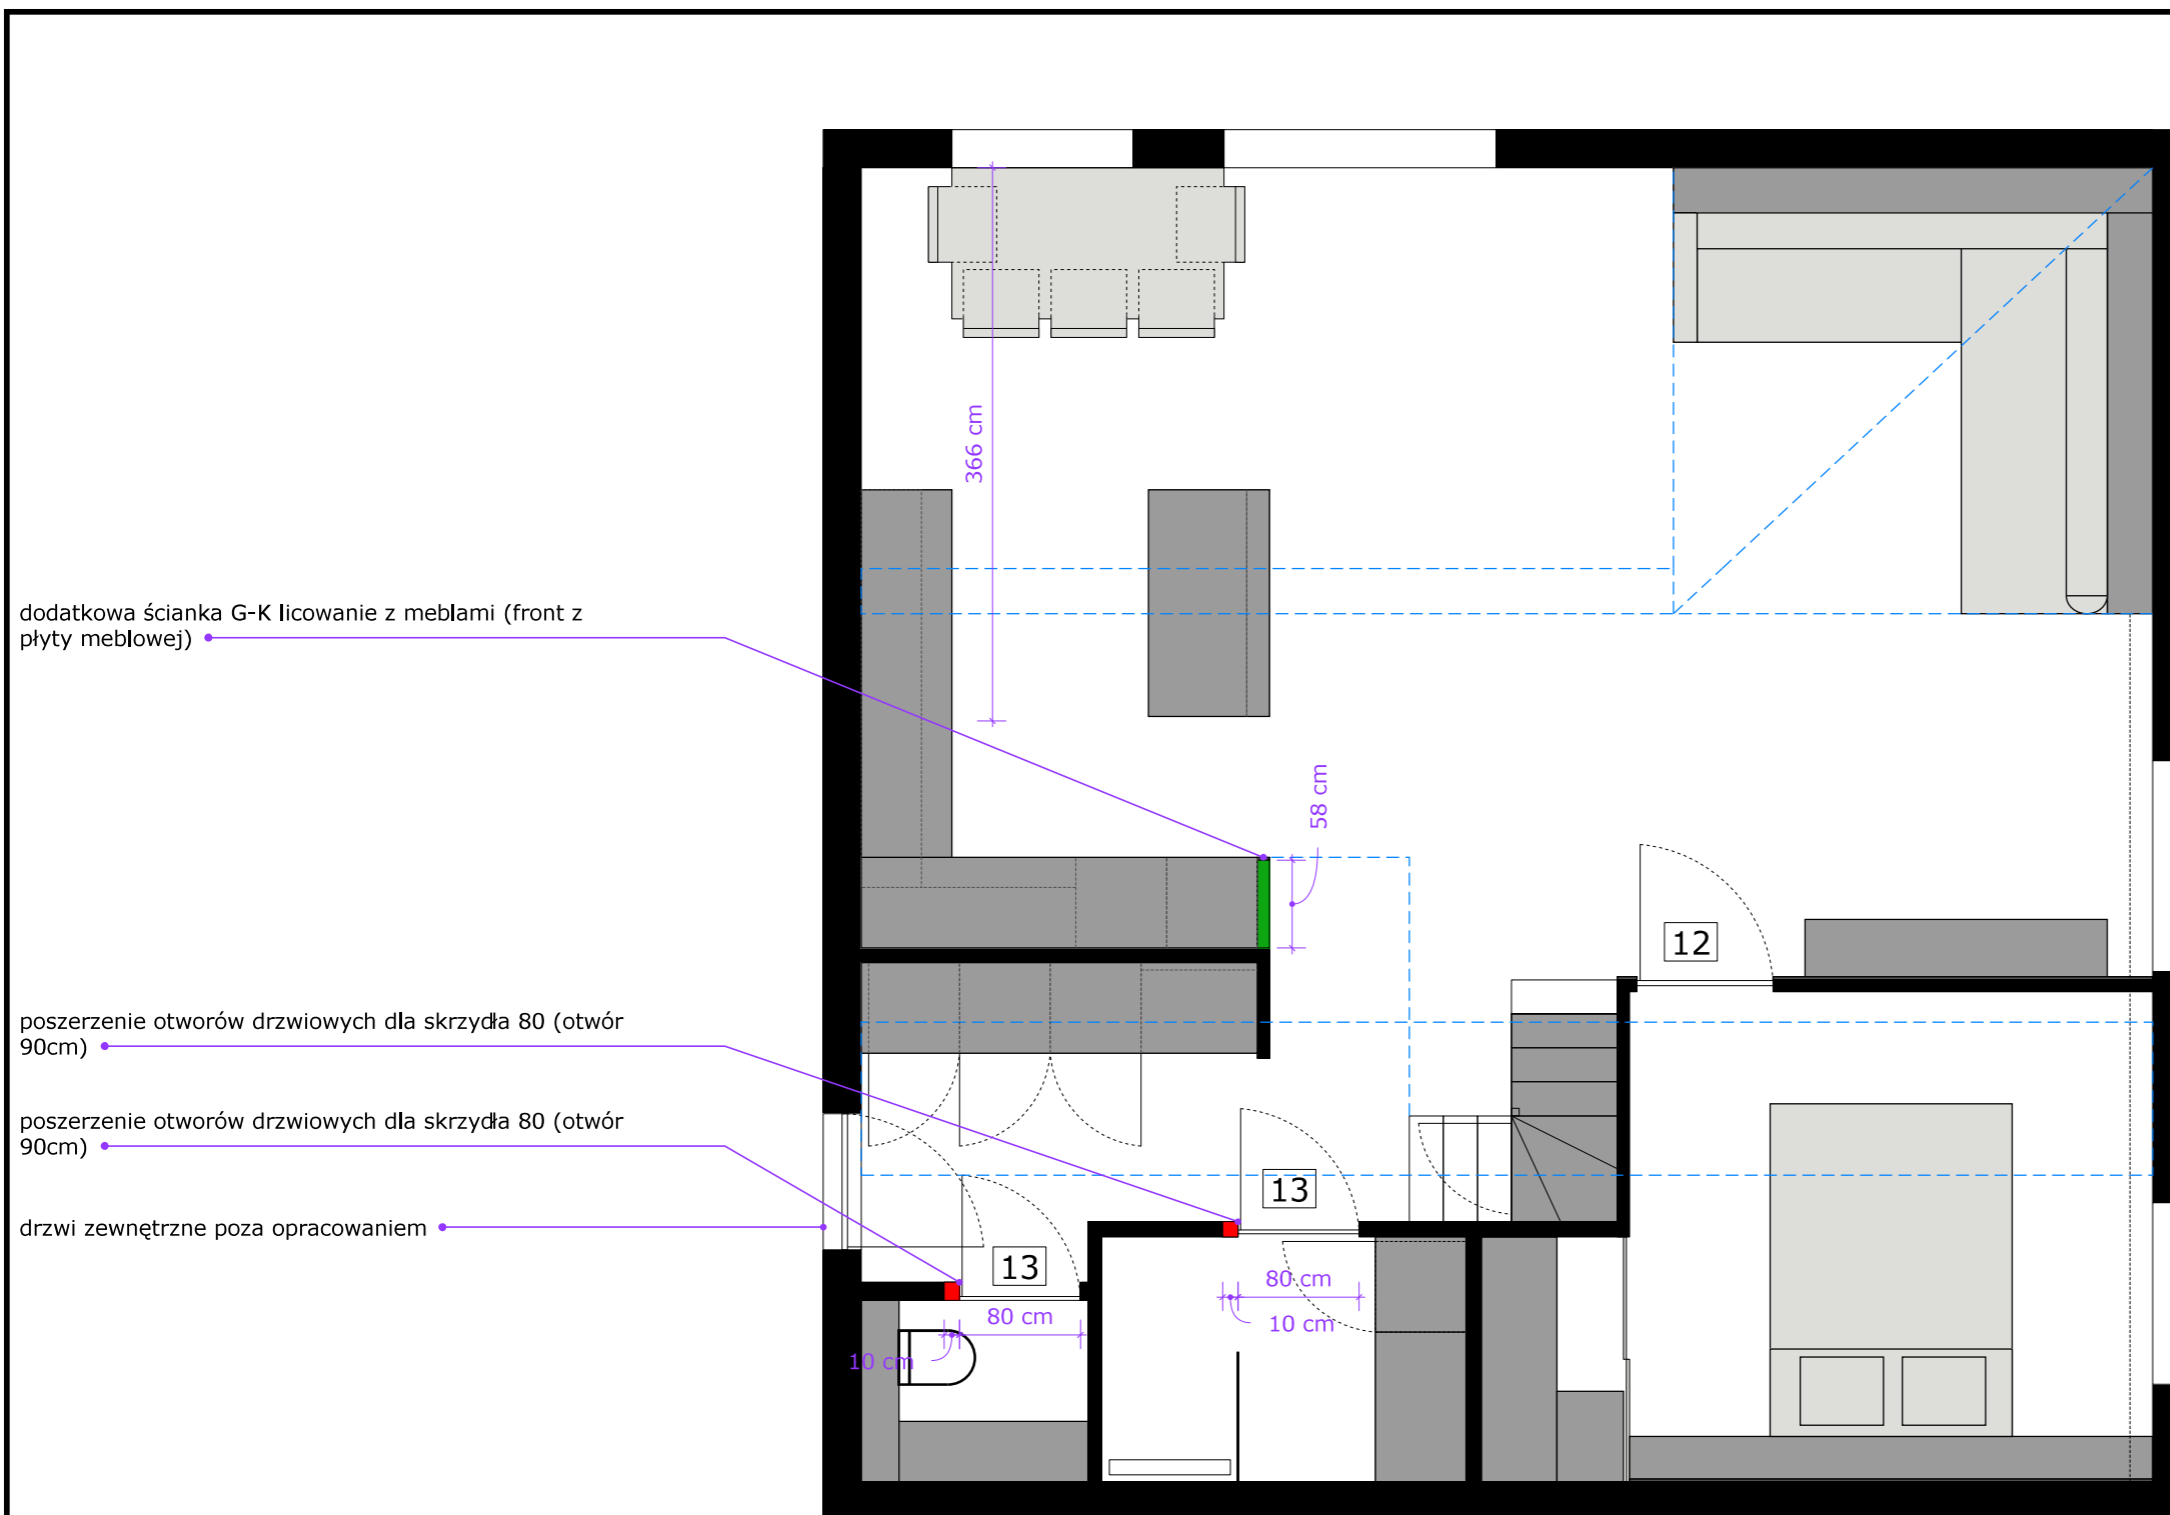 366 cm
dodatkowa ścianka G-K licowanie z meblami (front z
płyty meblowej)
58 cm
12
poszerzenie otworów drzwiowych dla skrzydła 80 (otwór
90cm)
poszerzenie otworów drzwiowych dla skrzydła 80 (otwór
90cm)
13
drzwi zewnętrzne poza opracowaniem
13
80 cm
80 cm
10 cm
10 cm